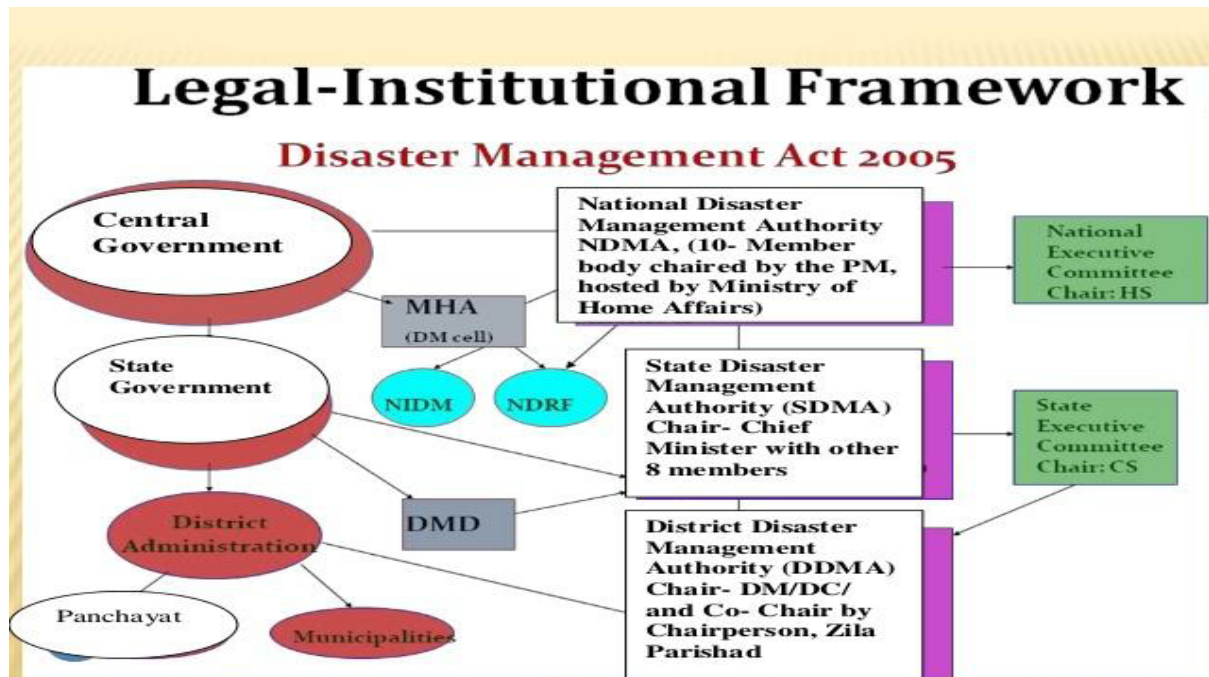 Legal-Institutional Framework
Disaster Management Act 2005
Central
Government
National Disaster
Management Authority
NDMA, (10- Member
body chaired by the PM,
hosted by Ministry of
Home Affairs)
National
Executive
Committee
Chair: HS
MHA
(DM cell)
State
Government
NIDM
NDRF
State Disaster
Management
Authority (SDMA)
Chair- Chief
Minister with other
8 members
State
Executive
Committee
Chair: CS
District
Administration
DMD
District Disaster
Management
Authority (DDMA)
Chair- DM/DC/
and Co- Chair by
Chairperson, Zila
Parishad
Panchayat
Municipalities